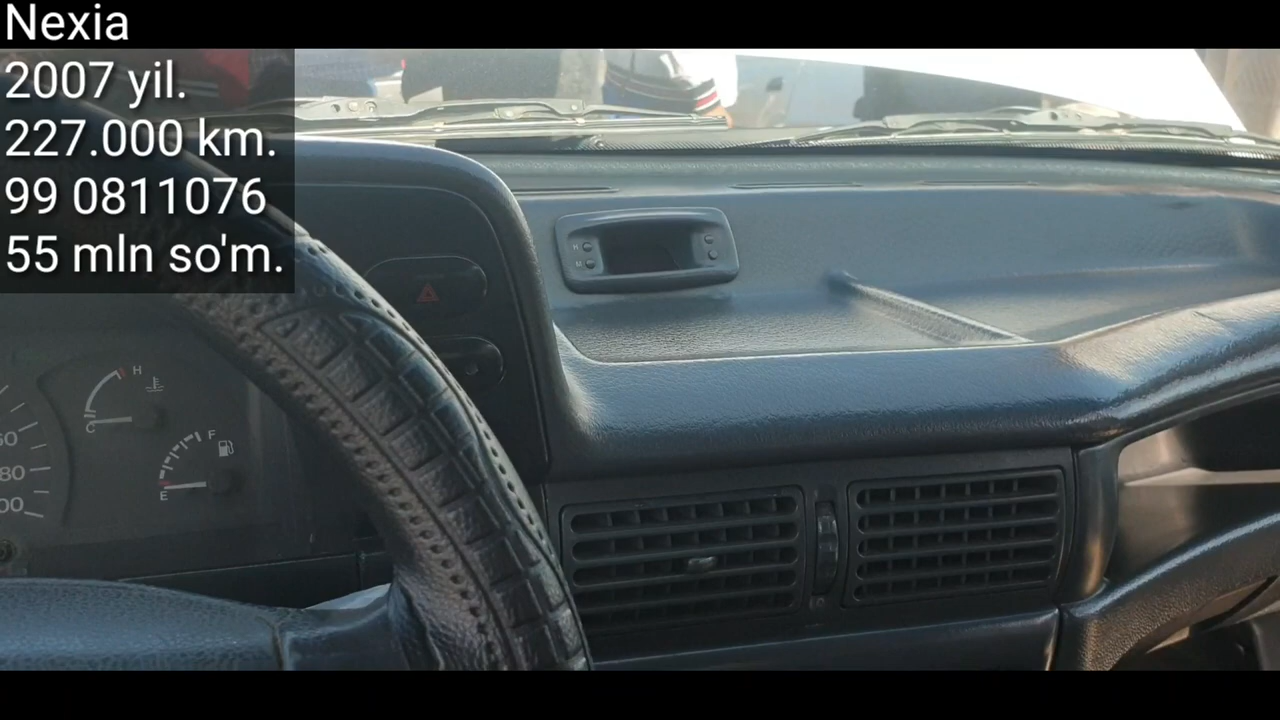 Nexia
2007 yil.
227.000 km.
99 0811076
55 mln so'm.
H
C
F
E
H
M